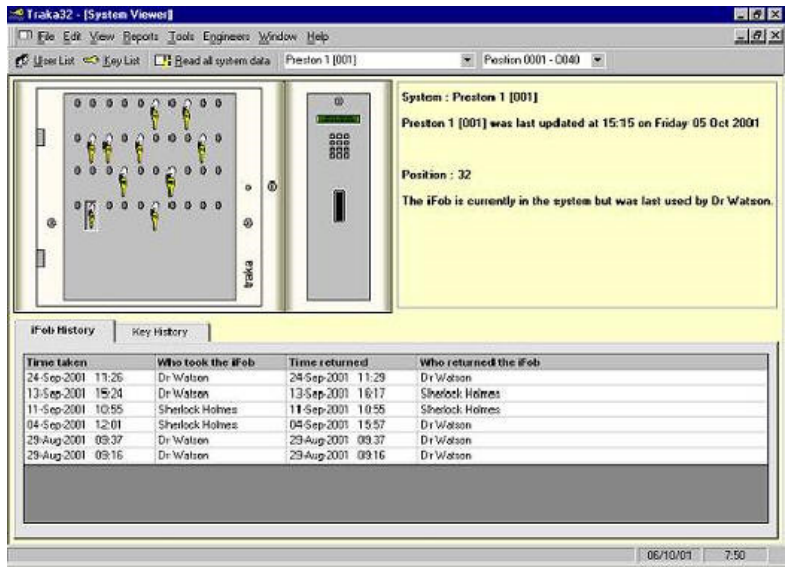 Traka32 - [System Viewer]
File Edit View Reports Tools Engineers Window Help
User List Key List Read all system data Preston 1 [001] Position 0001 - 0040
System : Preston 1 [001]
Preston 1 [001] was last updated at 15:15 on Friday 05 Oct 2001
Position : 32
The iFob is currently in the system but was last used by Dr Watson.
traka
iFob History Key History
Time taken Who took the iFob Time returned Who returned the iFob
24-Sep-2001 11:26 Dr Watson 24-Sep-2001 11:29 Dr Watson
13-Sep-2001 15:24 Dr Watson 13-Sep-2001 16:17 Sherlock Holmes
11-Sep-2001 10:55 Sherlock Holmes 11-Sep-2001 10:55 Sherlock Holmes
04-Sep-2001 12:01 Sherlock Holmes 04-Sep-2001 15:57 Dr Watson
29-Aug-2001 09:37 Dr Watson 29-Aug-2001 09:37 Dr Watson
29-Aug-2001 09:16 Dr Watson 29-Aug-2001 09:16 Dr Watson
06/10/01 7:50